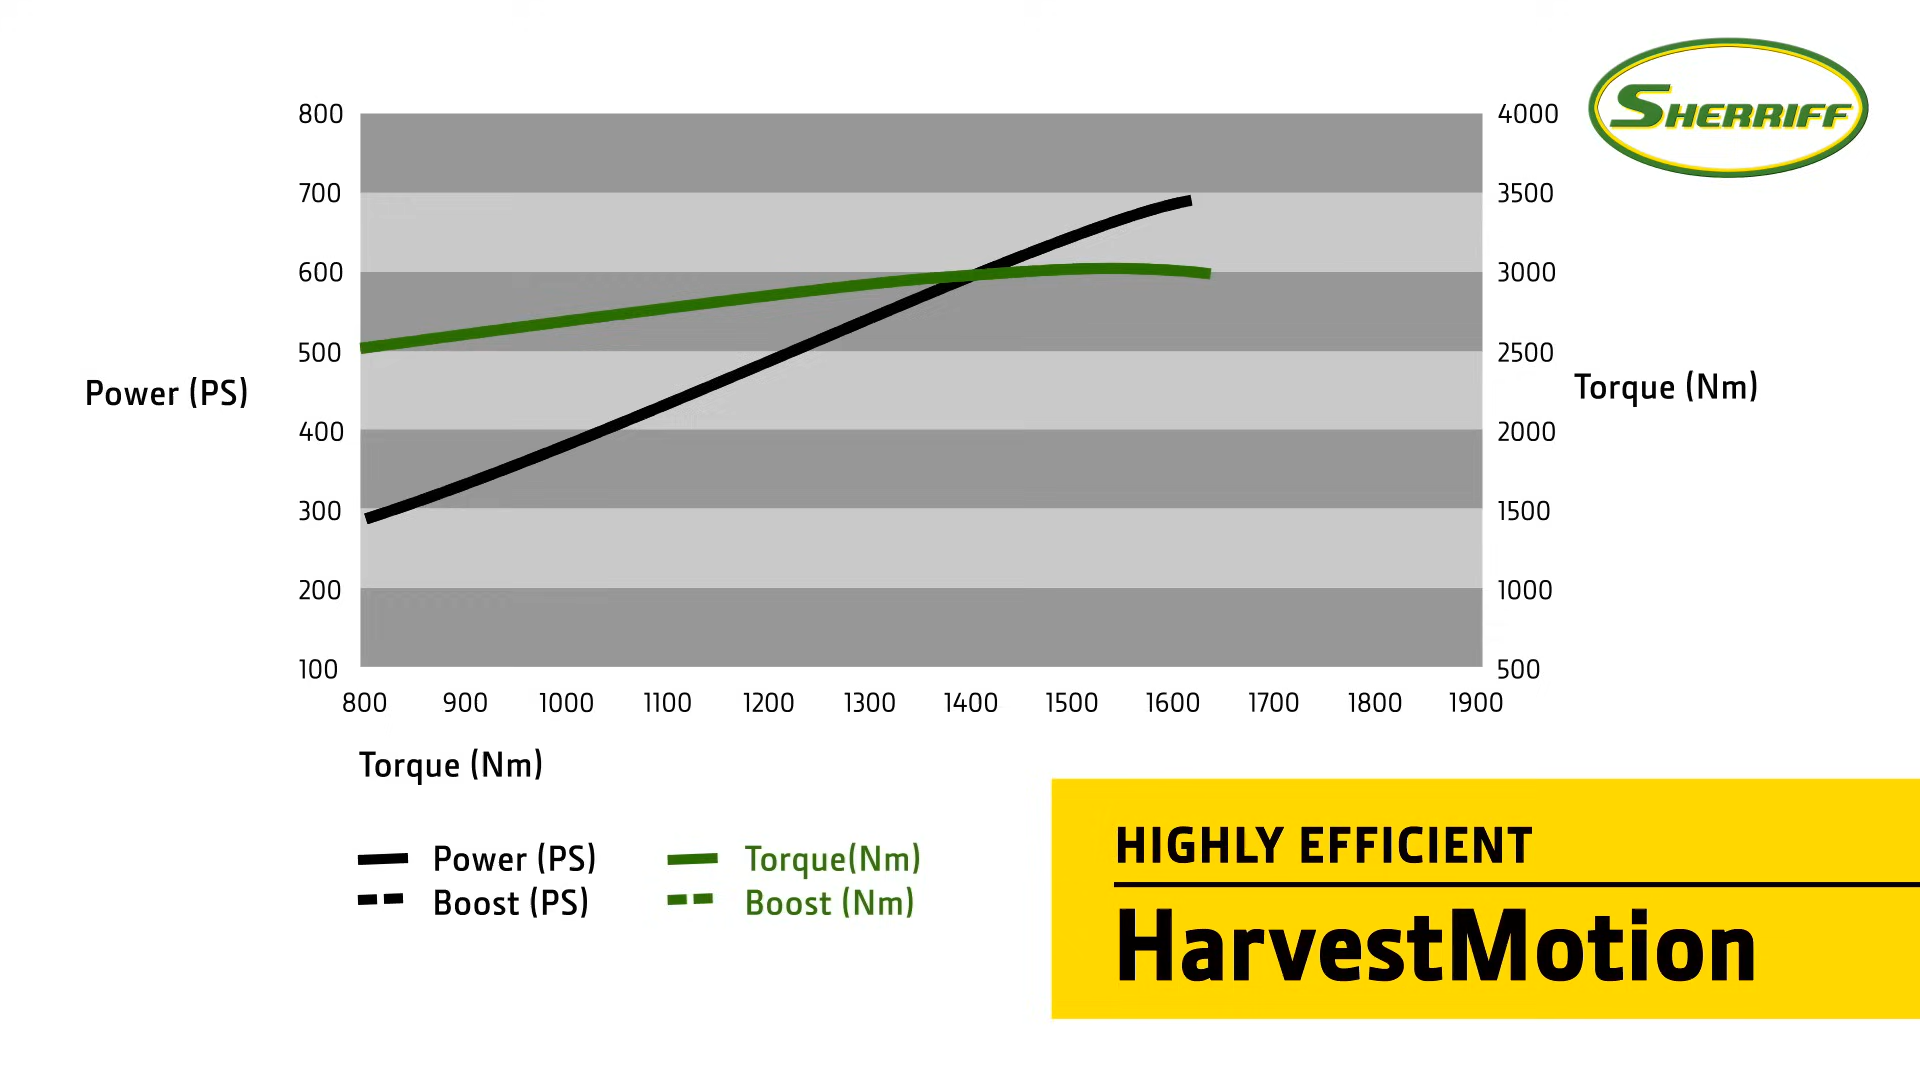 SHERRIFF
800
700
600
500
400
300
200
100
Power (PS)
4000
3500
3000
2500
2000
1500
1000
500
Torque (Nm)
800 900 1000 1100 1200 1300 1400 1500 1600 1700 1800 1900
Torque (Nm)
Power (PS) Torque(Nm)
Boost (PS) Boost (Nm)
HIGHLY EFFICIENT
HarvestMotion